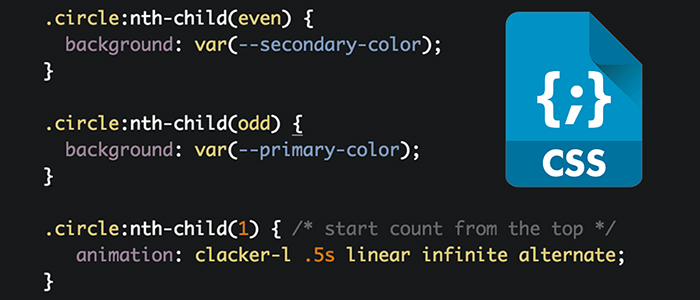 .circle:nth-child(even) {
  background: var(--secondary-color);
}
.circle:nth-child(odd) {
  background: var(--primary-color);
}
.circle:nth-child(1) { /* start count from the top */
   animation: clacker-l .5s linear infinite alternate;
}
{;}
CSS